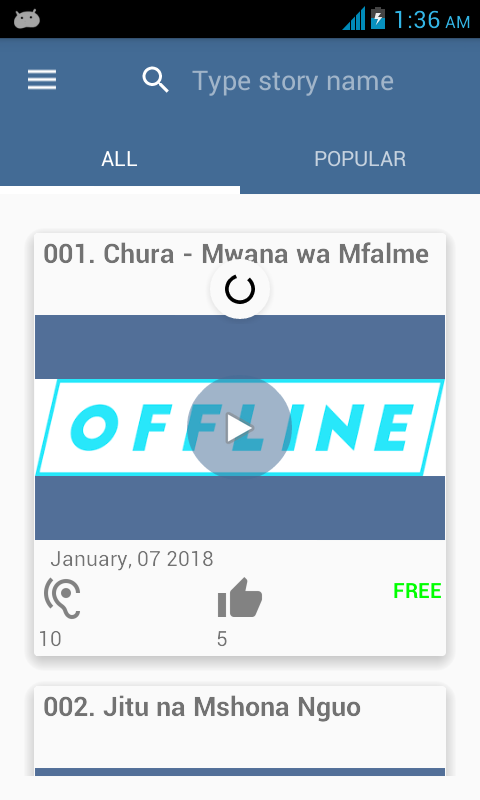 1:36 AM
Type story name
ALL
POPULAR
001. Chura - Mwana wa Mfalme
OFFLINE
January, 07 2018
FREE
10
5
002. Jitu na Mshona Nguo